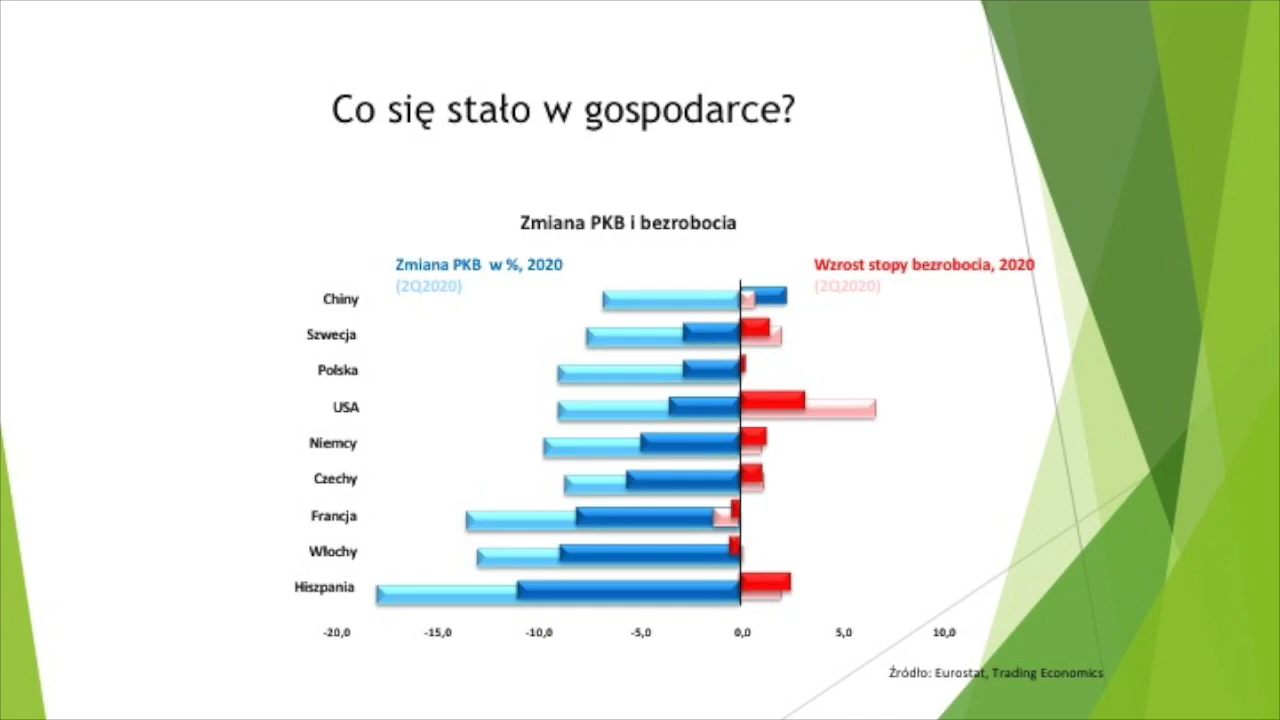 Co się stało w gospodarce?
Zmiana PKB i bezrobocia
Zmiana PKB w %, 2020
(2Q2020)
Wzrost stopy bezrobocia, 2020
(2Q2020)
Chiny
Szwecja
Polska
USA
Niemcy
Czechy
Francja
Włochy
Hiszpania
-20,0 -15,0 -10,0 -5,0 0,0 5,0 10,0
Źródło: Eurostat, Trading Economics